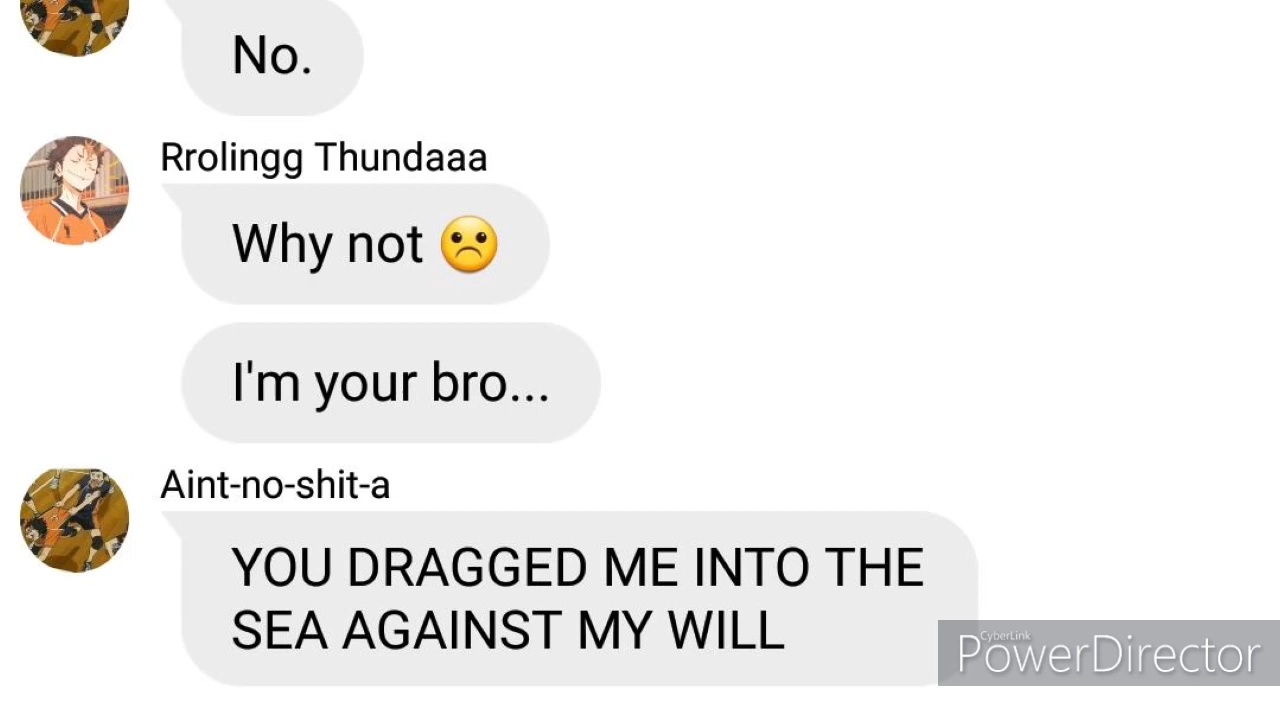 No.
Rrolingg Thundaaa
Why not ☹️
I'm your bro...
Aint-no-shit-a
YOU DRAGGED ME INTO THE
SEA AGAINST MY WILL
CyberLink
PowerDirector